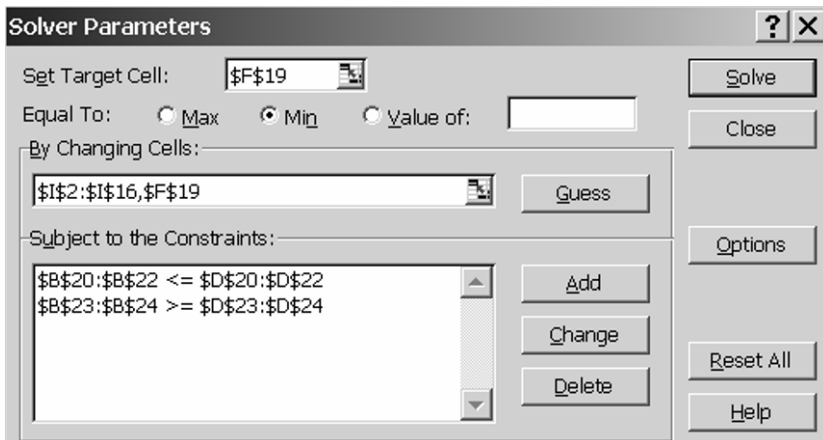 Solver Parameters ? X
Set Target Cell: $F$19 Solve
Equal To: Max Min Value of: Close
By Changing Cells:
$I$2:$I$16,$F$19 Guess
Subject to the Constraints: Options
$B$20:$B$22 <= $D$20:$D$22 Add
$B$23:$B$24 >= $D$23:$D$24
Change
Reset All
Delete
Help